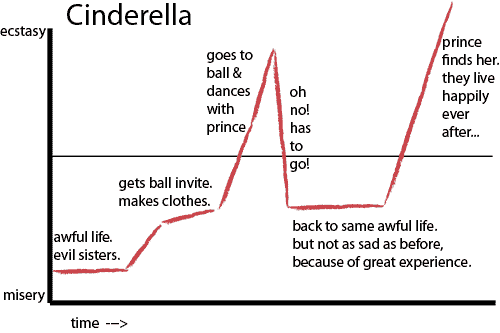 Cinderella
ecstasy
goes to
ball &
dances
with
prince
oh
no!
has
to
go!
prince
finds her.
they live
happily
ever
after...
gets ball invite.
makes clothes.
awful life.
evil sisters.
back to same awful life.
but not as sad as before,
because of great experience.
misery
time --->